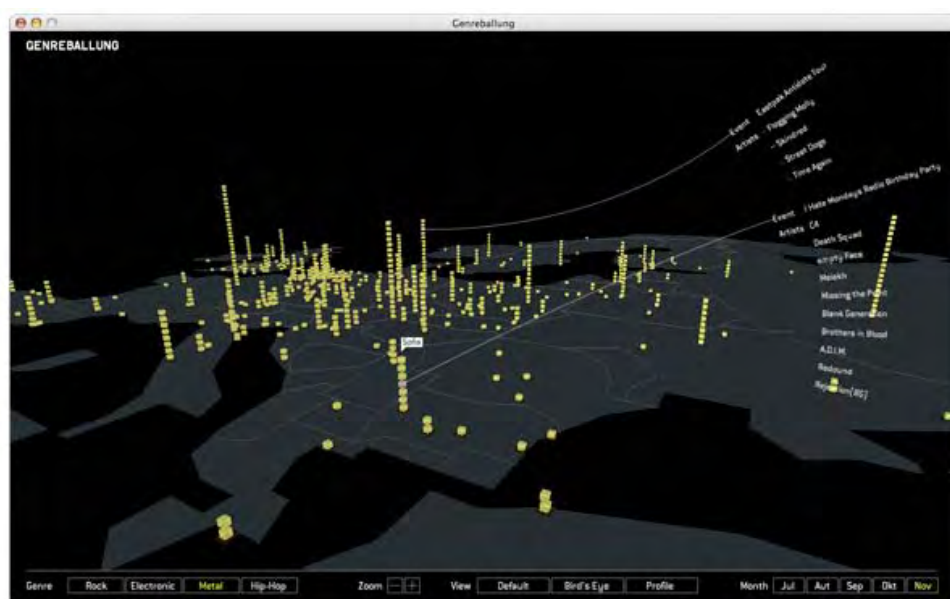 Genreballung
GENREBALLUNG
Event Eastpak Antidote Tour
Artists - Flogging Molly
- Skindred
- Street Dogs
- Time Again
Event I Hate Mondays Radio Birthday Party
Artists C4
Death Squad
empty Face
Melekh
Missing the Point
Blank Generation
Brothers in Blood
A.D.I.M.
Redound
Sofia
Genre Rock Electronic Metal Hip-Hop Zoom - + View Default Bird's Eye Profile Month Jul Aut Sep Okt Nov